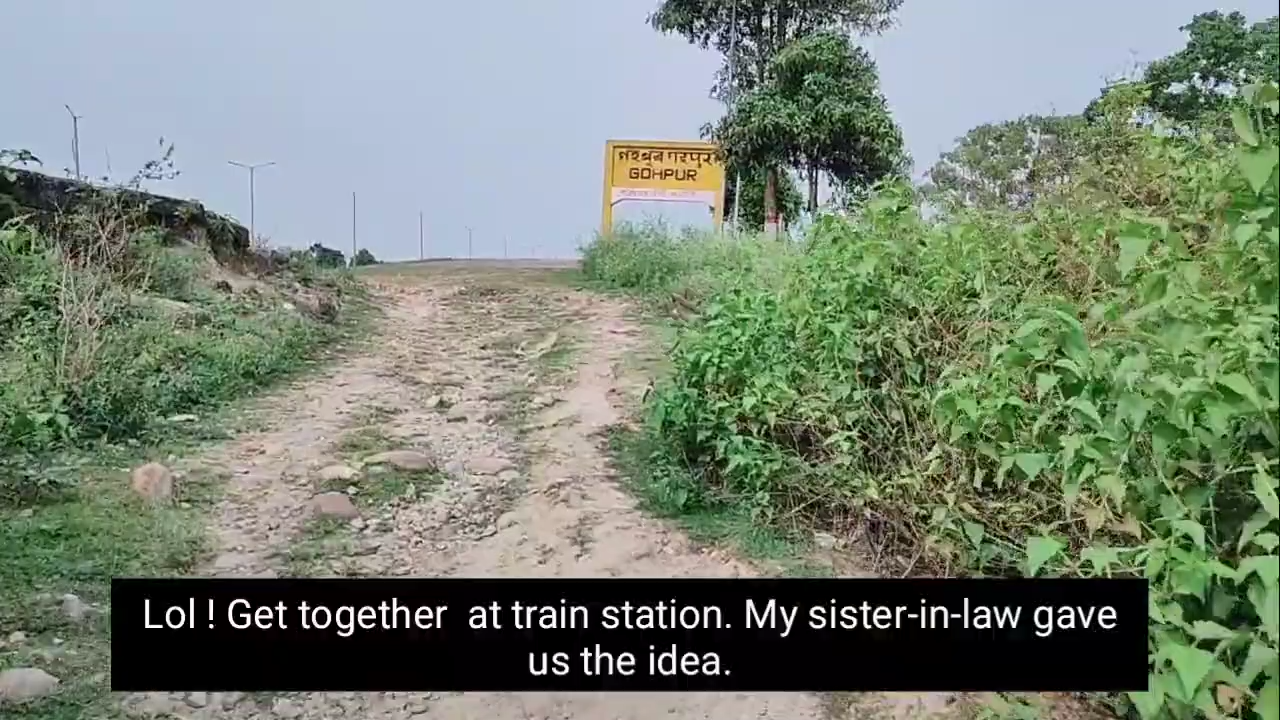 গহপুৰ गहपुर
GOHPUR
Lol ! Get together  at train station. My sister-in-law gave
us the idea.